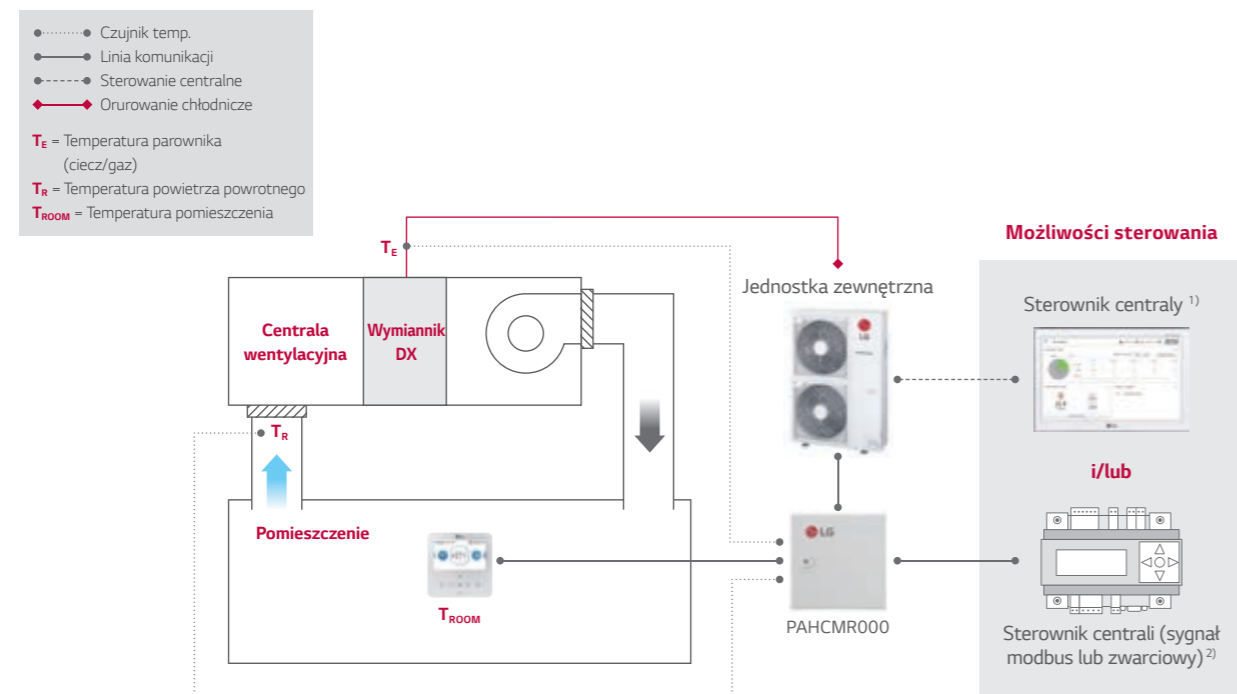 Czujnik temp.
Linia komunikacji
Sterowanie centralne
Orurowanie chłodnicze
TE = Temperatura parownika
(ciecz/gaz)
TR = Temperatura powietrza powrotnego
TROOM = Temperatura pomieszczenia
Możliwości sterowania
TE
Jednostka zewnętrzna
Sterownik centraly 1)
Centrala
wentylacyjna
Wymiannik
DX
LG
TR
i/lub
Pomieszczenie
LG
TROOM
PAHCMR000
Sterownik centrali (sygnał
modbus lub zwarciowy) 2)